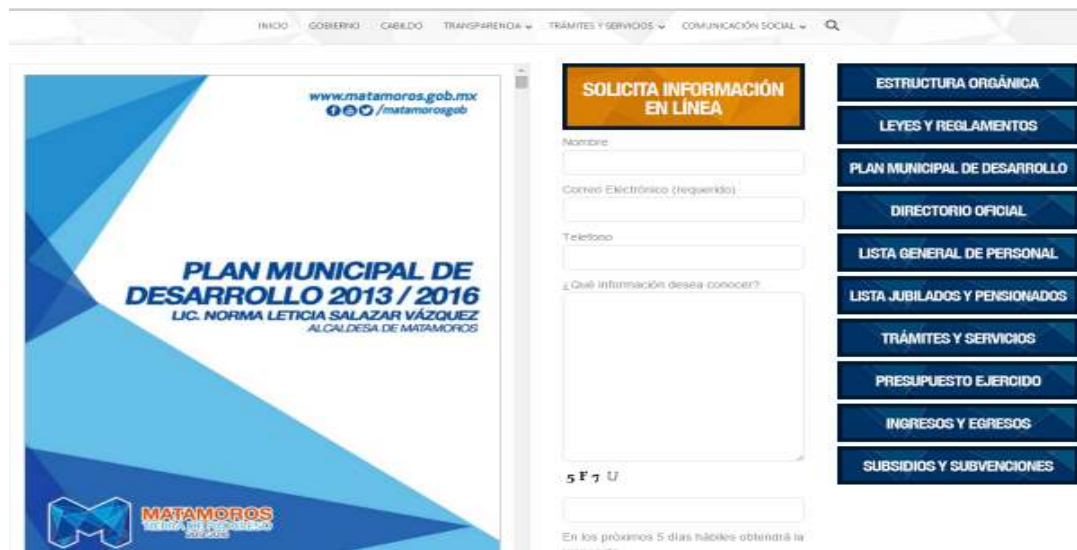 INICIO GOBIERNO CABILDO TRANSPARENCIA TRÁMITES Y SERVICIOS COMUNICACIÓN SOCIAL
www.matamoros.gob.mx
/matamorosgob
PLAN MUNICIPAL DE
DESARROLLO 2013 / 2016
LIC. NORMA LETICIA SALAZAR VÁZQUEZ
ALCALDESA DE MATAMOROS
MATAMOROS
SOLICITA INFORMACIÓN
EN LÍNEA
Nombre
Correo Electrónico (requerido)
Telefono
¿Qué información desea conocer?
5 F 7 U
En los próximos 5 días hábiles obtendrá la
ESTRUCTURA ORGÁNICA
LEYES Y REGLAMENTOS
PLAN MUNICIPAL DE DESARROLLO
DIRECTORIO OFICIAL
LISTA GENERAL DE PERSONAL
LISTA JUBILADOS Y PENSIONADOS
TRÁMITES Y SERVICIOS
PRESUPUESTO EJERCIDO
INGRESOS Y EGRESOS
SUBSIDIOS Y SUBVENCIONES